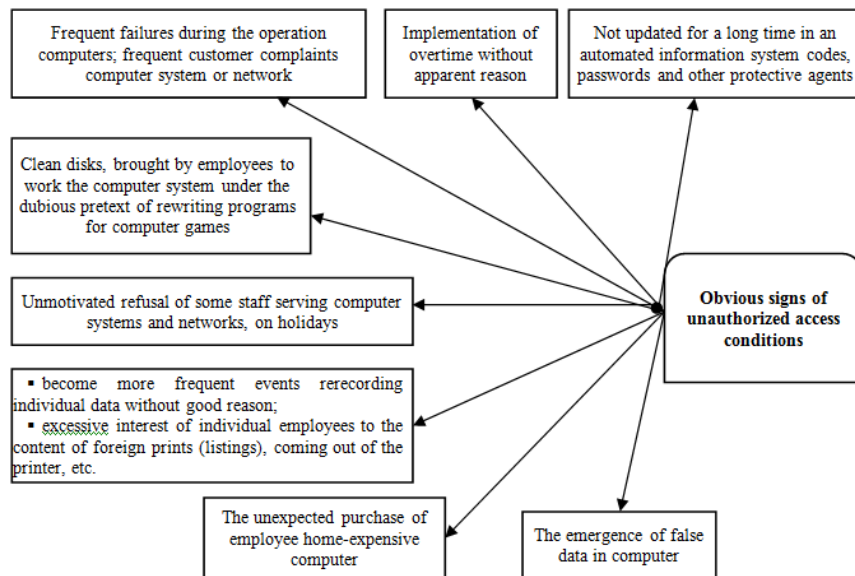 Frequent failures during the operation
computers; frequent customer complaints
computer system or network
Implementation of
overtime without
apparent reason
Not updated for a long time in an
automated information system codes,
passwords and other protective agents
Clean disks, brought by employees to
work the computer system under the
dubious pretext of rewriting programs
for computer games
Unmotivated refusal of some staff serving computer
systems and networks, on holidays
Obvious signs of
unauthorized access
conditions
▪ become more frequent events rerecording
individual data without good reason;
▪ excessive interest of individual employees to the
content of foreign prints (listings), coming out of the
printer, etc.
The unexpected purchase of
employee home-expensive
computer
The emergence of false
data in computer